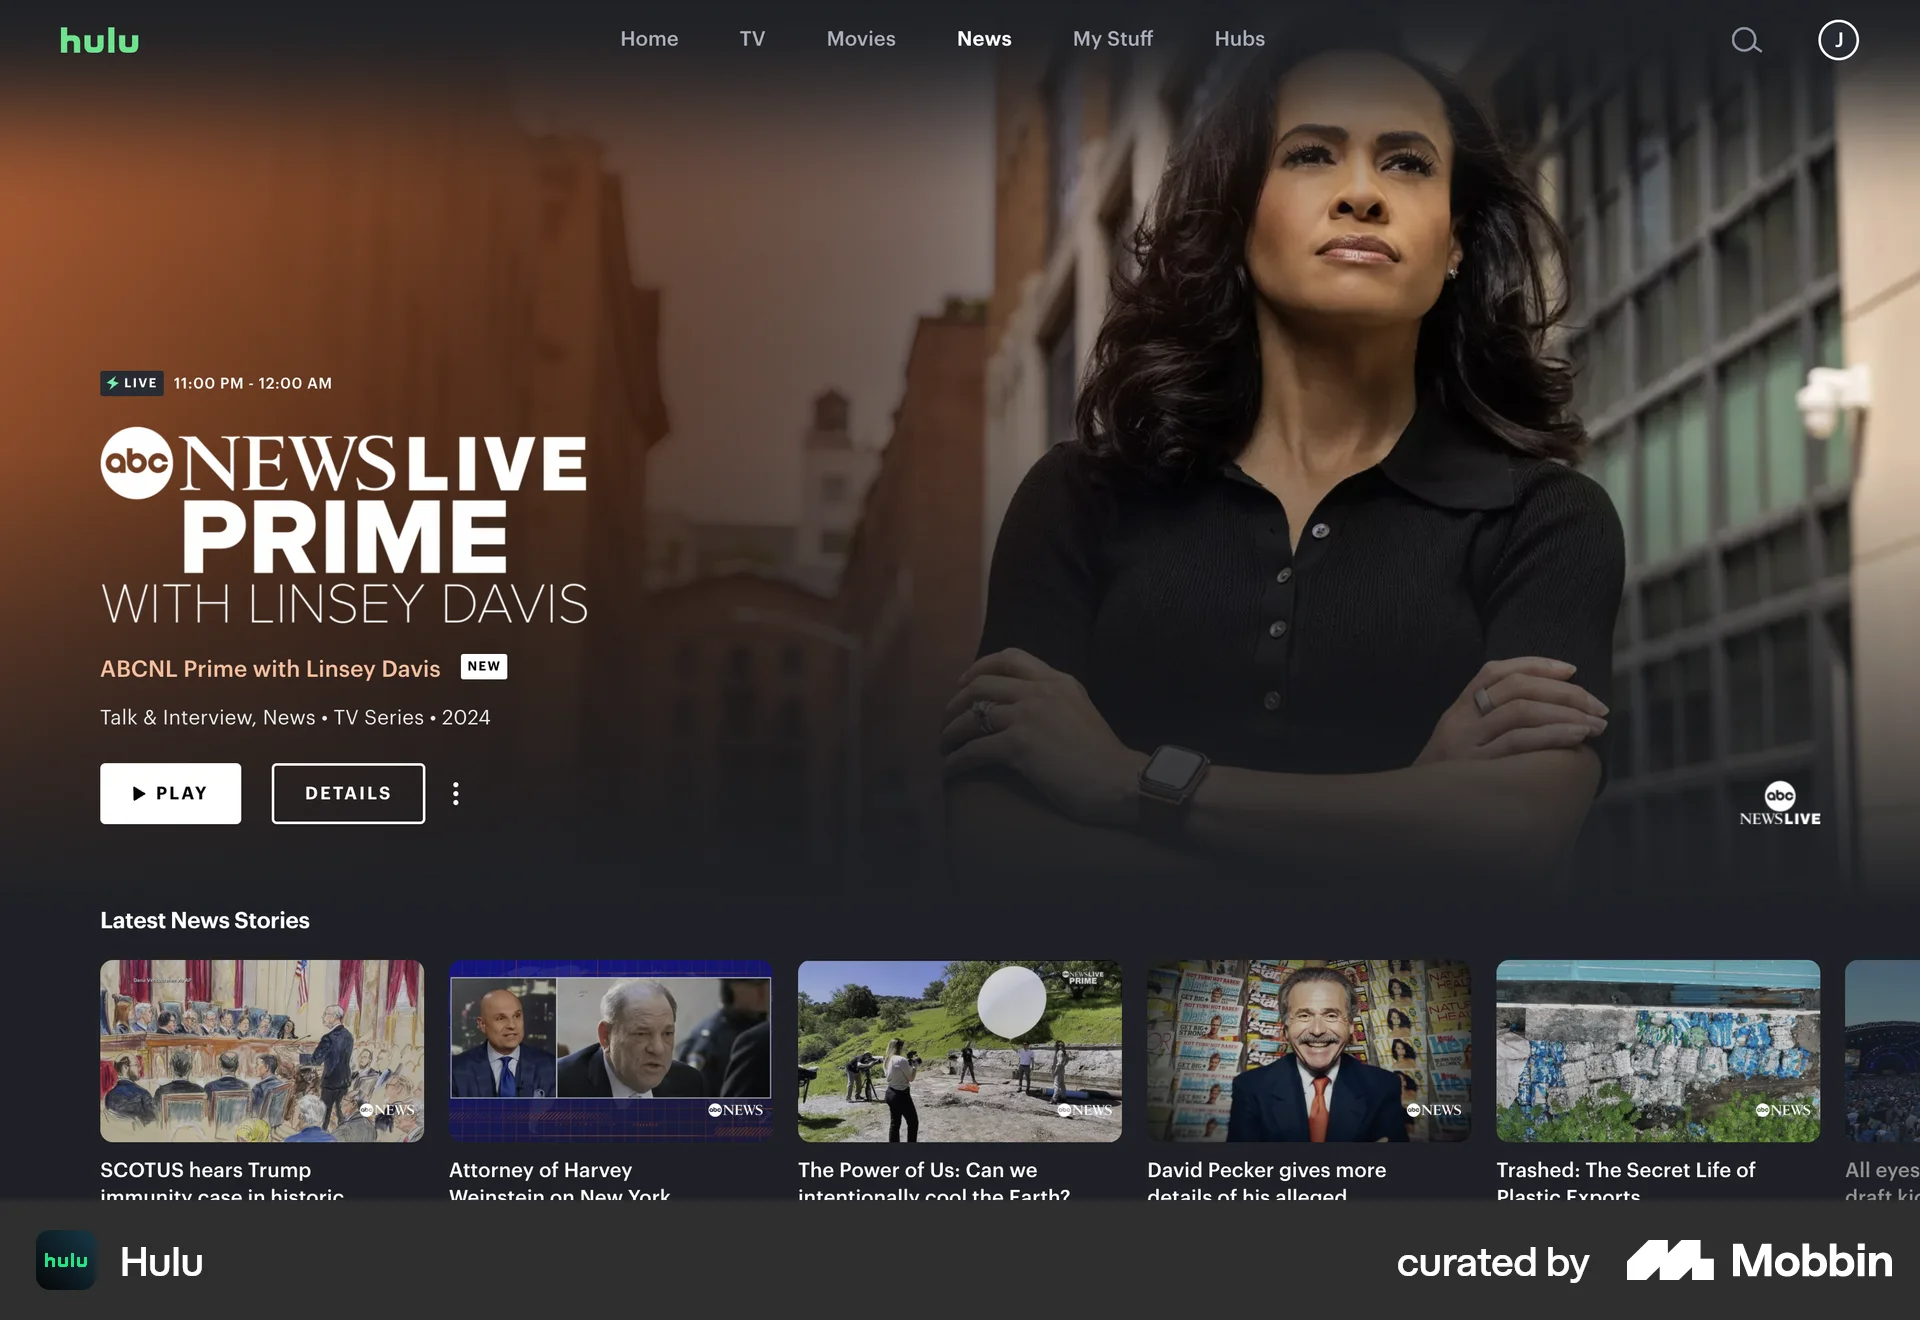 hulu
Home TV Movies News My Stuff Hubs
J
LIVE 11:00 PM - 12:00 AM
abc NEWS LIVE
PRIME
WITH LINSEY DAVIS
ABCNL Prime with Linsey Davis NEW
Talk & Interview, News • TV Series • 2024
PLAY DETAILS
abc
NEWS LIVE
Latest News Stories
abc NEWS
abc NEWS
abc NEWS LIVE
PRIME
abc NEWS
abc NEWS
abc NEWS
SCOTUS hears Trump
immunity case in historic
Attorney of Harvey
Weinstein on New York
The Power of Us: Can we
intentionally cool the Earth?
David Pecker gives more
details of his alleged
Trashed: The Secret Life of
Plastic Exports
All eyes
draft
hulu Hulu
curated by Mobbin